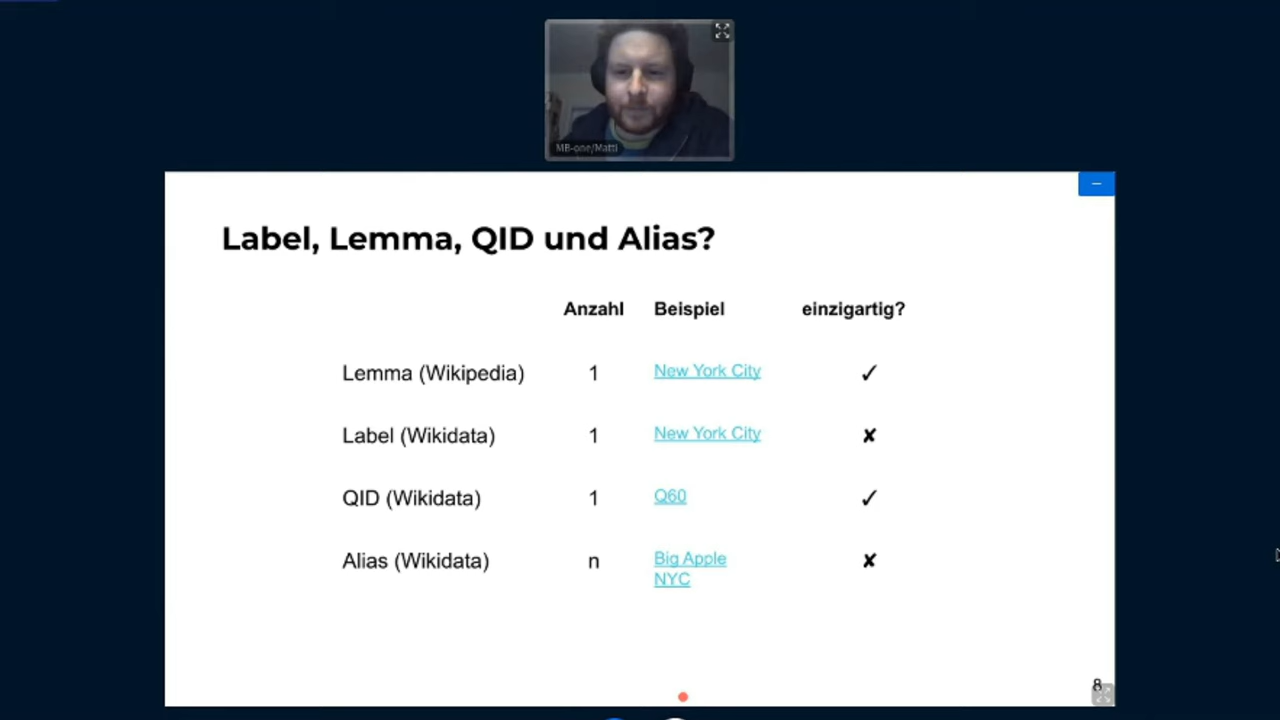 MB-one/Matti
Label, Lemma, QID und Alias?
Anzahl Beispiel einzigartig?
Lemma (Wikipedia) 1 New York City ✓
Label (Wikidata) 1 New York City ✘
QID (Wikidata) 1 Q60 ✓
Alias (Wikidata) n Big Apple ✘
NYC
8